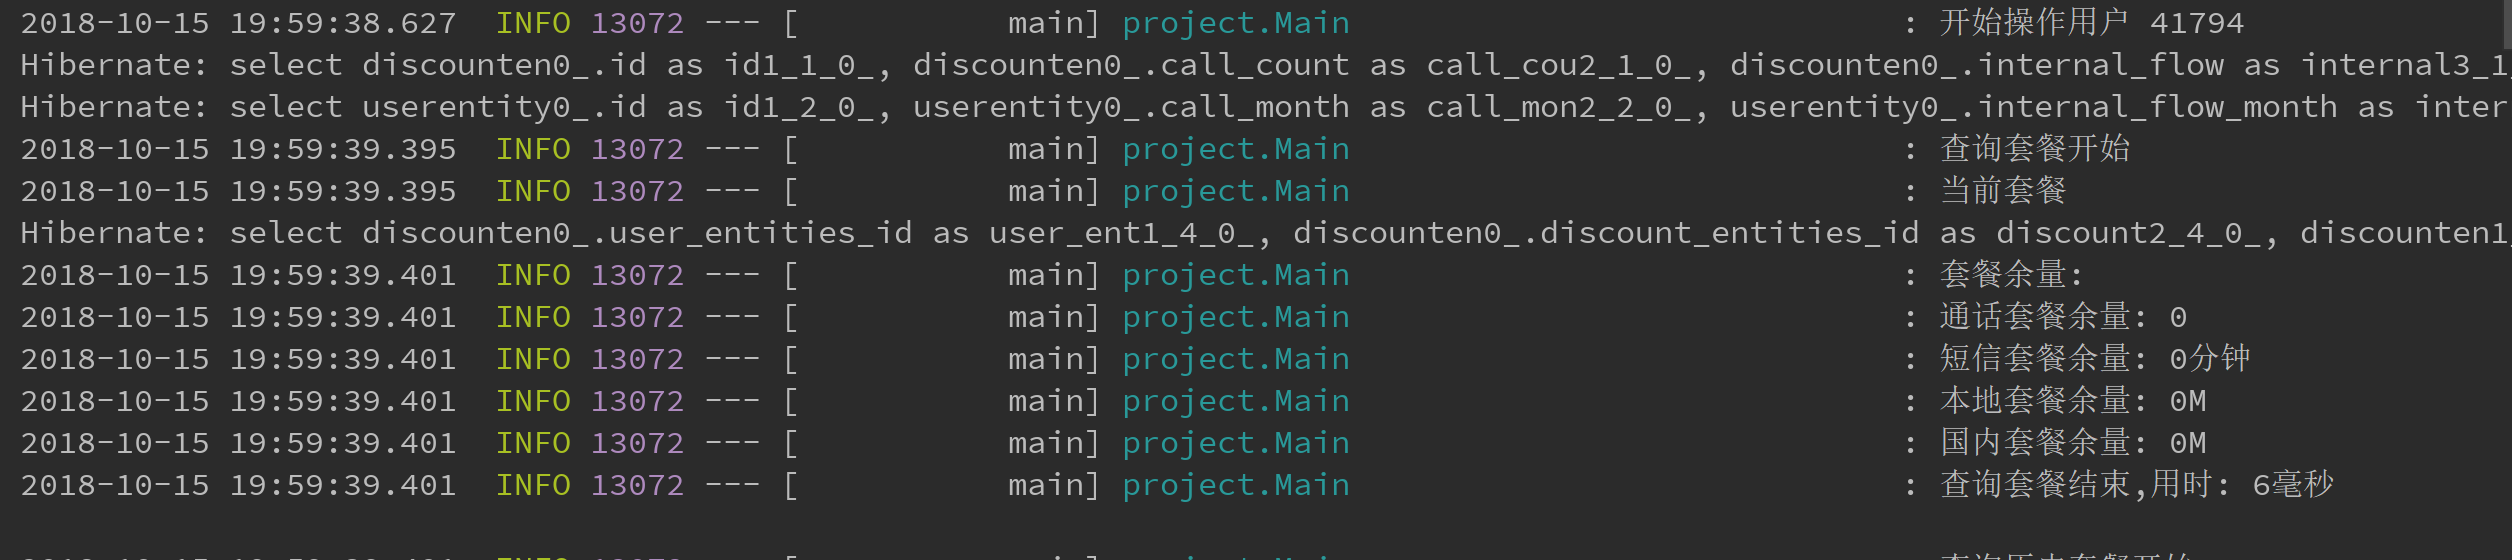 2018-10-15 19:59:38.627  INFO 13072 --- [           main] project.Main                             : 开始操作用户 41794
Hibernate: select discounten0_.id as id1_1_0_, discounten0_.call_count as call_cou2_1_0_, discounten0_.internal_flow as internal3_1
Hibernate: select userentity0_.id as id1_2_0_, userentity0_.call_month as call_mon2_2_0_, userentity0_.internal_flow_month as inter
2018-10-15 19:59:39.395  INFO 13072 --- [           main] project.Main                             : 查询套餐开始
2018-10-15 19:59:39.395  INFO 13072 --- [           main] project.Main                             : 当前套餐
Hibernate: select discounten0_.user_entities_id as user_ent1_4_0_, discounten0_.discount_entities_id as discount2_4_0_, discounten1
2018-10-15 19:59:39.401  INFO 13072 --- [           main] project.Main                             : 套餐余量:
2018-10-15 19:59:39.401  INFO 13072 --- [           main] project.Main                             : 通话套餐余量: 0
2018-10-15 19:59:39.401  INFO 13072 --- [           main] project.Main                             : 短信套餐余量: 0分钟
2018-10-15 19:59:39.401  INFO 13072 --- [           main] project.Main                             : 本地套餐余量: 0M
2018-10-15 19:59:39.401  INFO 13072 --- [           main] project.Main                             : 国内套餐余量: 0M
2018-10-15 19:59:39.401  INFO 13072 --- [           main] project.Main                             : 查询套餐结束,用时: 6毫秒